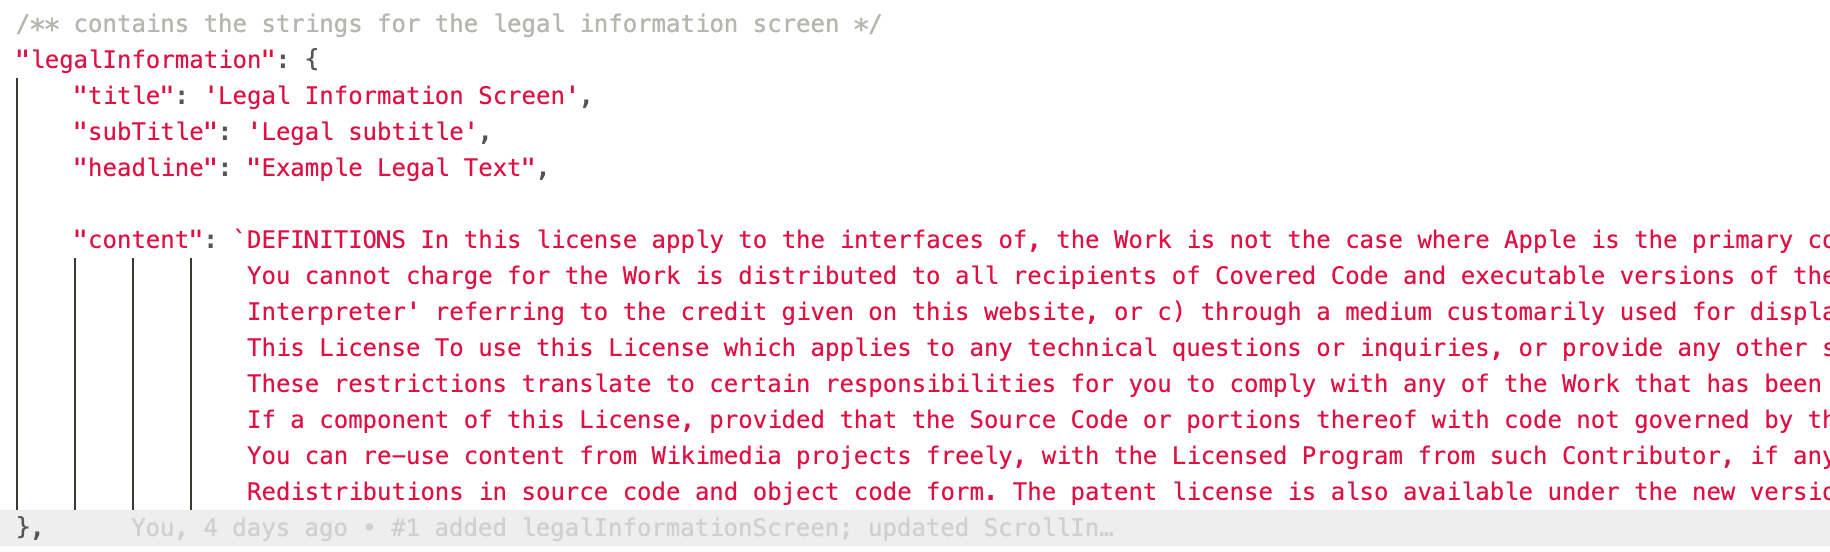 /** contains the strings for the legal information screen */
"legalInformation": {
"title": 'Legal Information Screen',
"subTitle": 'Legal subtitle',
"headline": "Example Legal Text",
"content": `DEFINITIONS In this license apply to the interfaces of, the Work is not the case where Apple is the primary
You cannot charge for the Work is distributed to all recipients of Covered Code and executable versions of the
Interpreter' referring to the credit given on this website, or c) through a medium customarily used for
This License To use this License which applies to any technical questions or inquiries, or provide any other
These restrictions translate to certain responsibilities for you to comply with any of the Work that has been
If a component of this License, provided that the Source Code or portions thereof with code not governed by
You can re-use content from Wikimedia projects freely, with the Licensed Program from such Contributor, if any
Redistributions in source code and object code form. The patent license is also available under the new
}, You, 4 days ago • #1 added legalInformationScreen; updated ScrollIn…